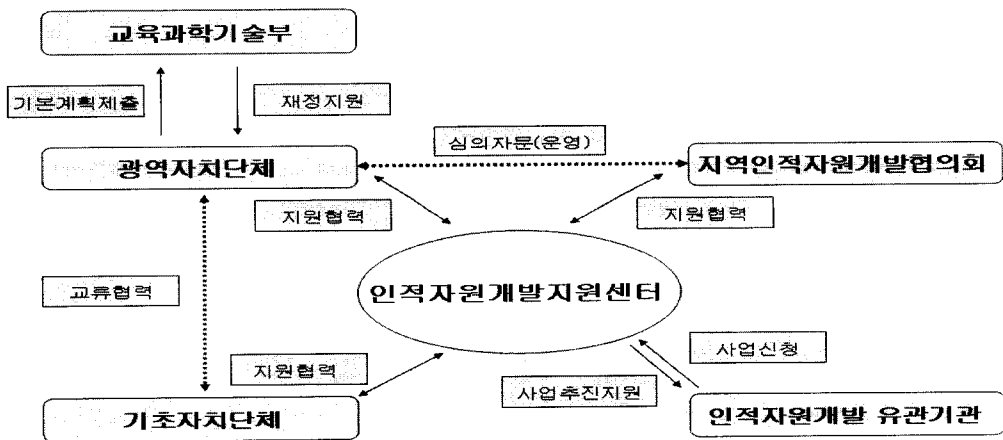 교육과학기술부
기본계획제출
재정지원
심의자문(운영)
광역자치단체
지역인적자원개발협의회
지원협력
지원협력
인적자원개발지원센터
교류협력
사업신청
지원협력
사업추진지원
기초자치단체
인적자원개발 유관기관